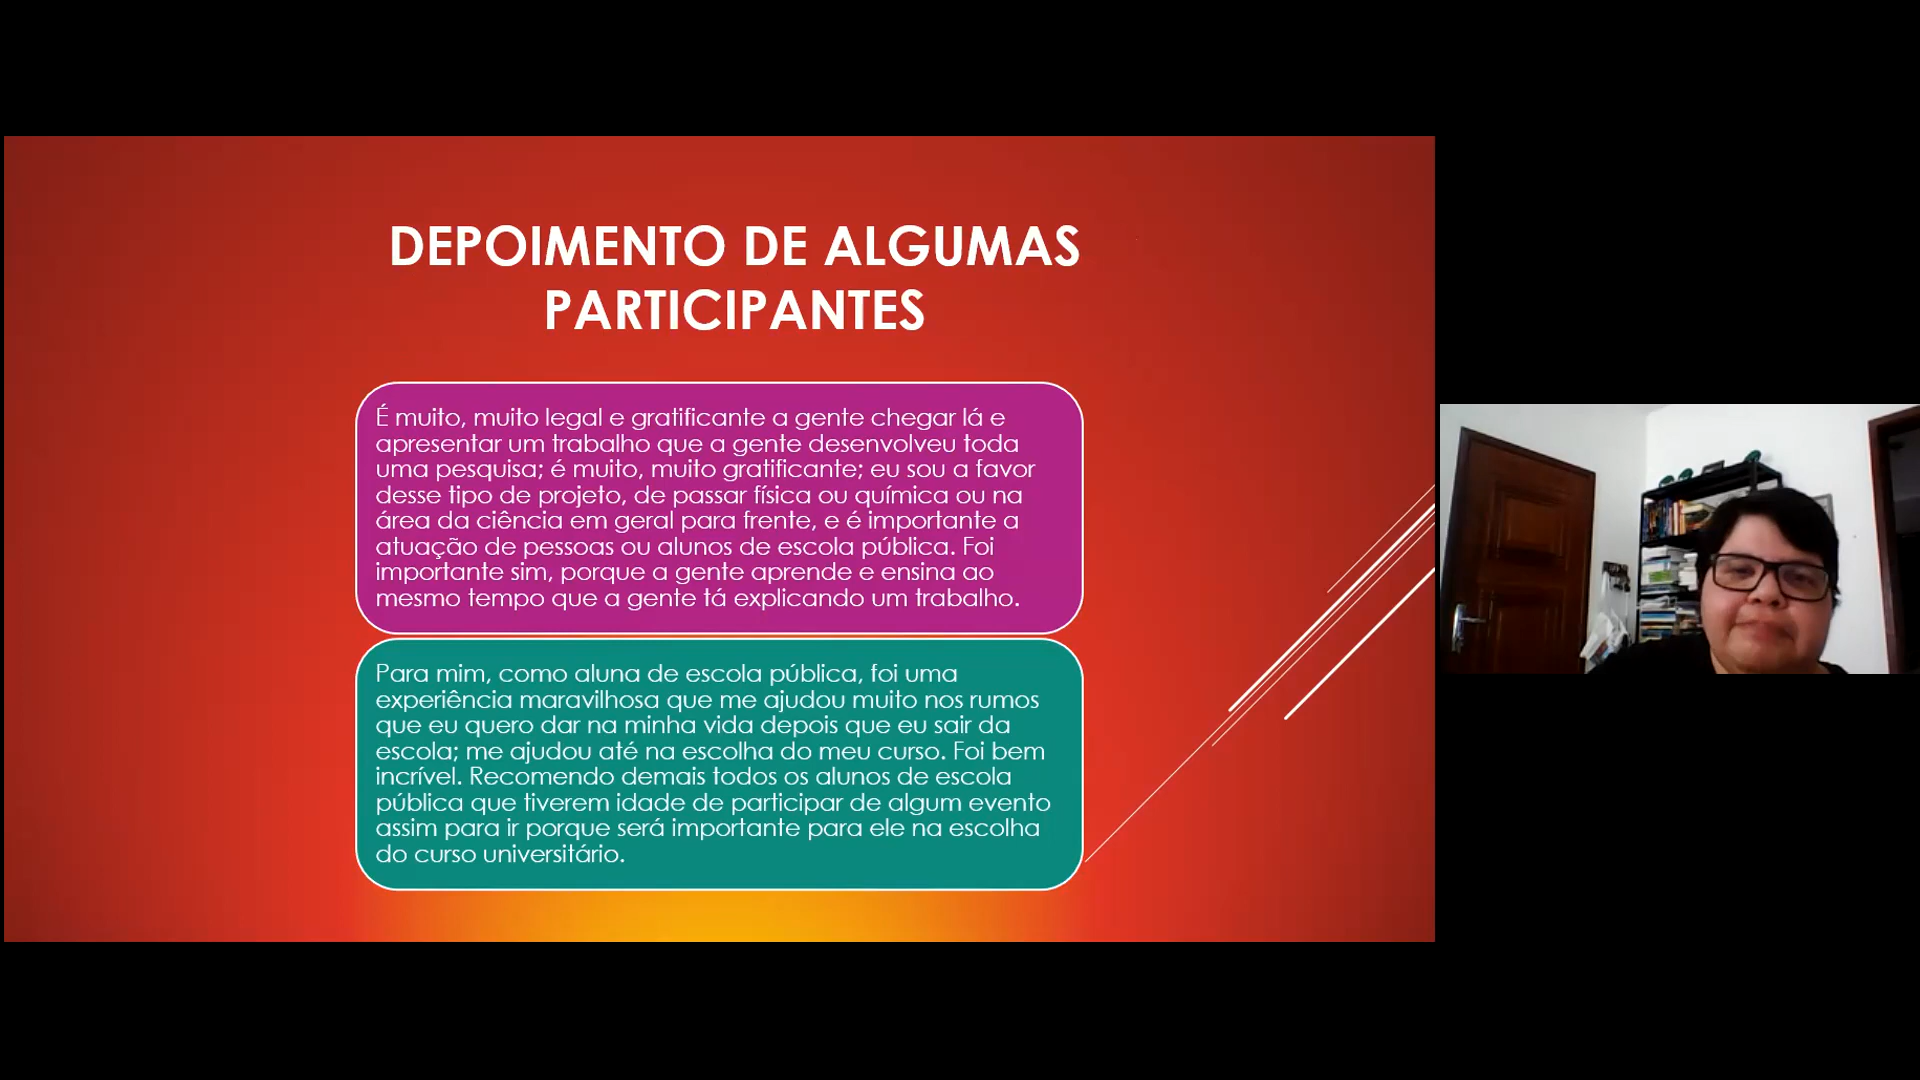 DEPOIMENTO DE ALGUMAS
PARTICIPANTES
É muito, muito legal e gratificante a gente chegar lá e
apresentar um trabalho que a gente desenvolveu toda
uma pesquisa; é muito, muito gratificante; eu sou a favor
desse tipo de projeto, de passar física ou química ou na
área da ciência em geral para frente, e é importante a
atuação de pessoas ou alunos de escola pública. Foi
importante sim, porque a gente aprende e ensina ao
mesmo tempo que a gente tá explicando um trabalho.
Para mim, como aluna de escola pública, foi uma
experiência maravilhosa que me ajudou muito nos rumos
que eu quero dar na minha vida depois que eu sair da
escola; me ajudou até na escolha do meu curso. Foi bem
incrível. Recomendo demais todos os alunos de escola
pública que tiverem idade de participar de algum evento
assim para ir porque será importante para ele na escolha
do curso universitário.